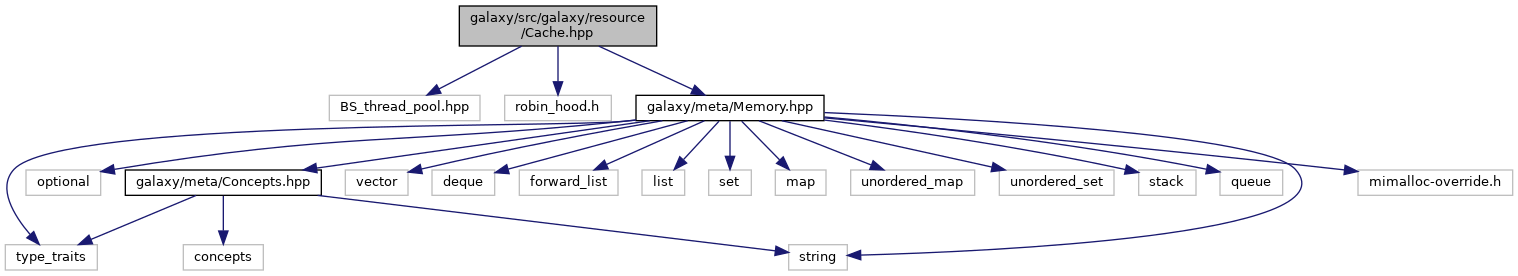 galaxy/src/galaxy/resource
/Cache.hpp
BS_thread_pool.hpp
robin_hood.h
galaxy/meta/Memory.hpp
optional
galaxy/meta/Concepts.hpp
vector
deque
forward_list
list
set
map
unordered_map
unordered_set
stack
queue
mimalloc-override.h
type_traits
concepts
string